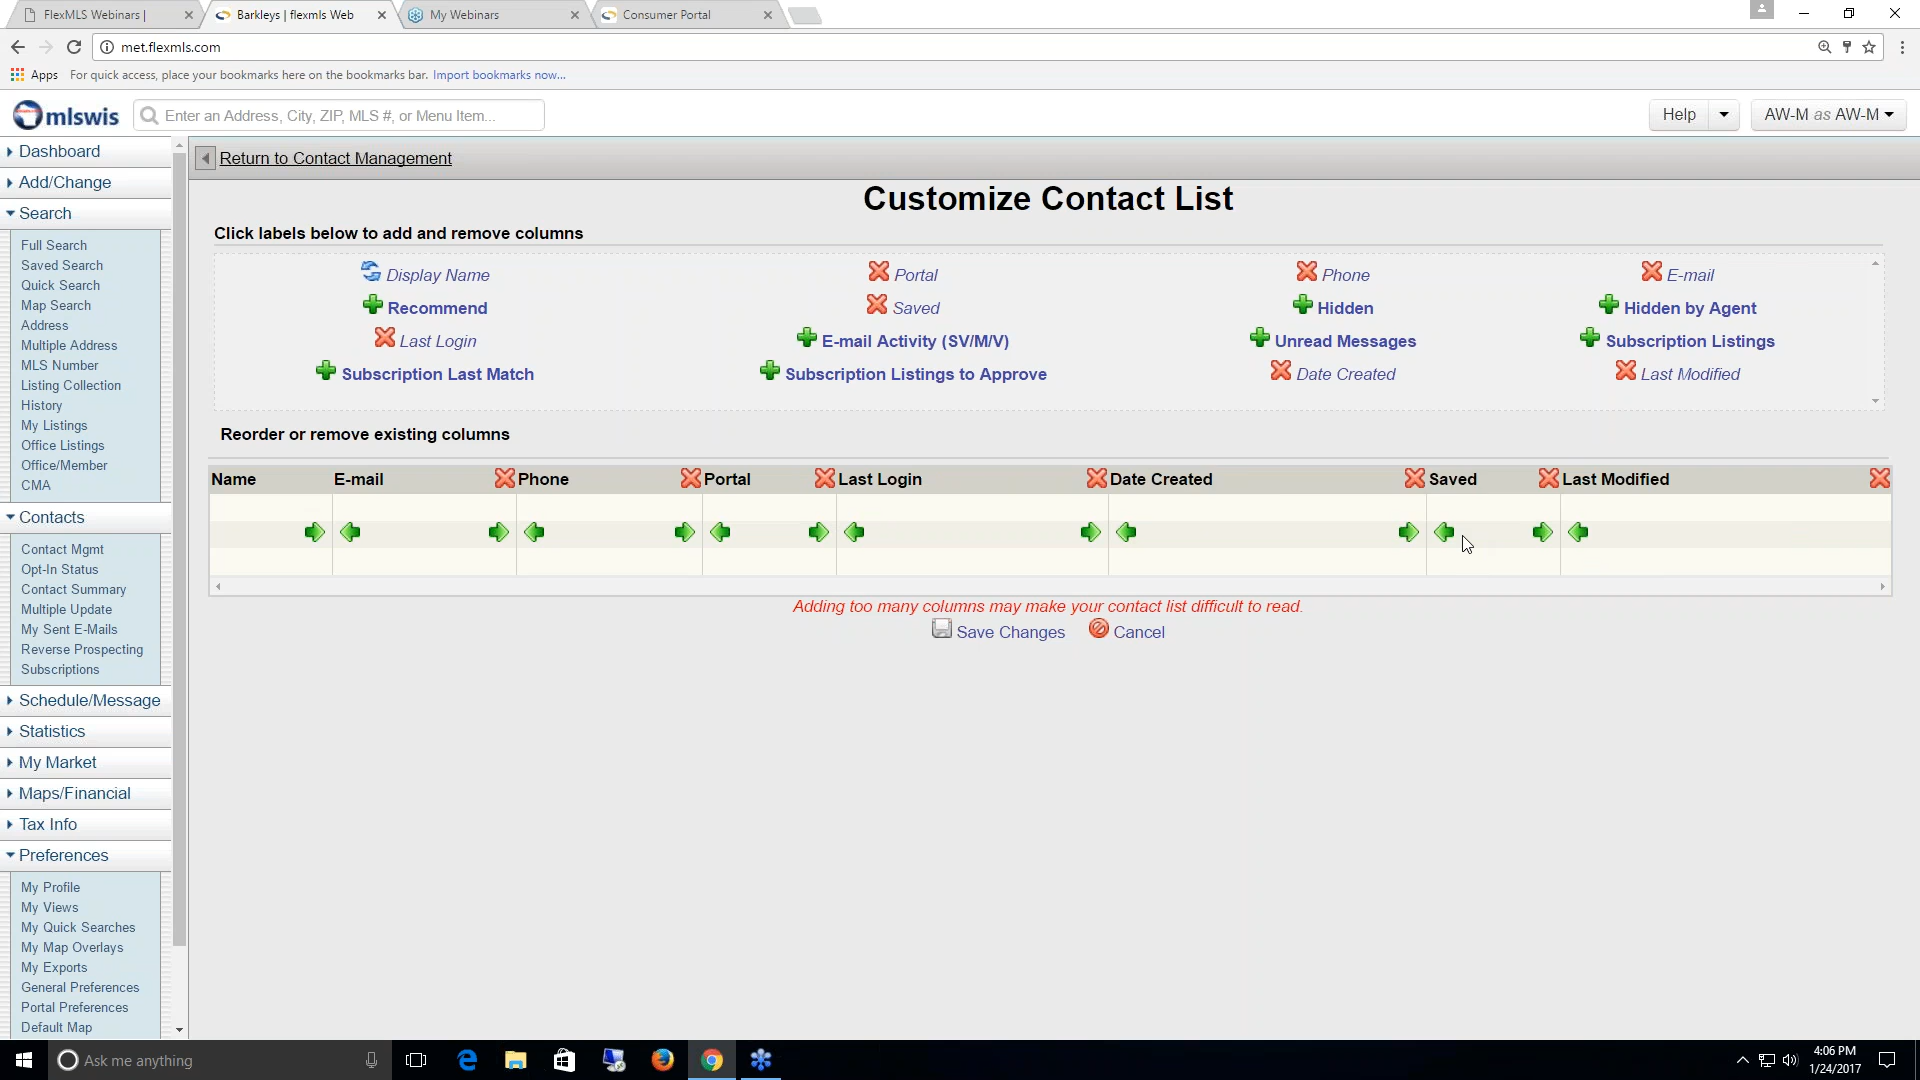 FlexMLS Webinars |
Barkleys | flexmls Web
My Webinars
Consumer Portal
met.flexmls.com
Apps For quick access, place your bookmarks here on the bookmarks bar. Import bookmarks now...
mlswis
Enter an Address, City, ZIP, MLS #, or Menu Item...
Help
AW-M as AW-M
Dashboard
Add/Change
Search
Full Search
Saved Search
Quick Search
Map Search
Address
Multiple Address
MLS Number
Listing Collection
History
My Listings
Office Listings
Office/Member
CMA
Contacts
Contact Mgmt
Opt-In Status
Contact Summary
Multiple Update
My Sent E-Mails
Reverse Prospecting
Subscriptions
Schedule/Message
Statistics
My Market
Maps/Financial
Tax Info
Preferences
My Profile
My Views
My Quick Searches
My Map Overlays
My Exports
General Preferences
Portal Preferences
Default Map
Return to Contact Management
Customize Contact List
Click labels below to add and remove columns
Display Name Portal Phone E-mail
Recommend Saved Hidden Hidden by Agent
Last Login E-mail Activity (SV/M/V) Unread Messages Subscription Listings
Subscription Last Match Subscription Listings to Approve Date Created Last Modified
Reorder or remove existing columns
Name E-mail Phone Portal Last Login Date Created Saved Last Modified
Adding too many columns may make your contact list difficult to read.
Save Changes Cancel
Ask me anything
4:06 PM
1/24/2017